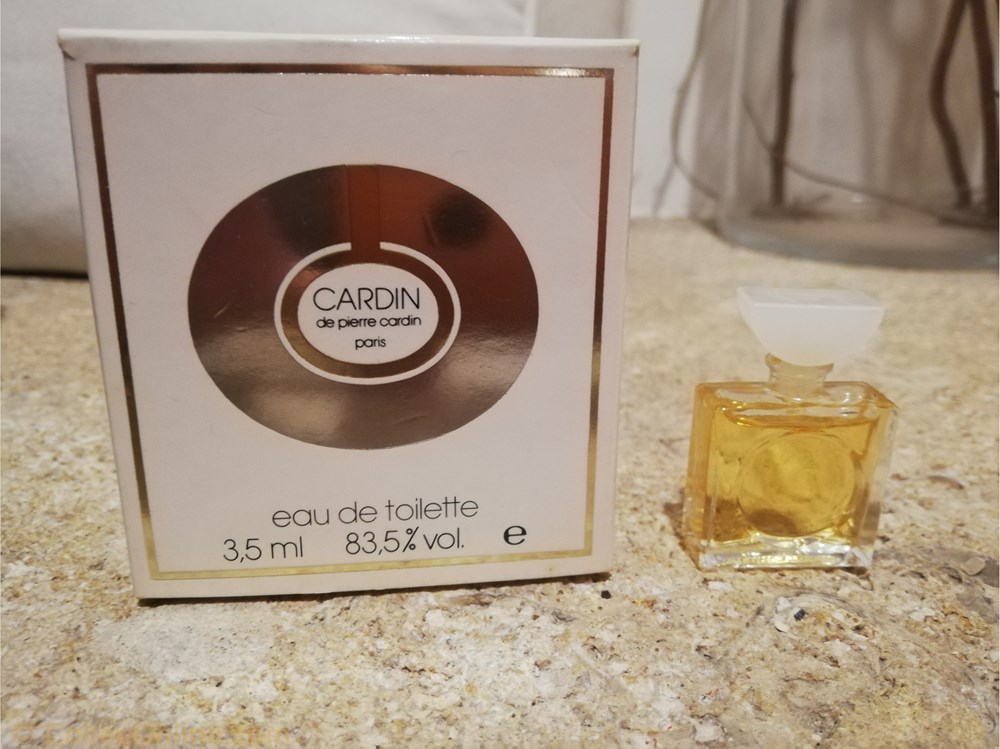 CARDIN
de pierre cardin
paris
eau de toilette
3,5 ml 83,5% vol. e